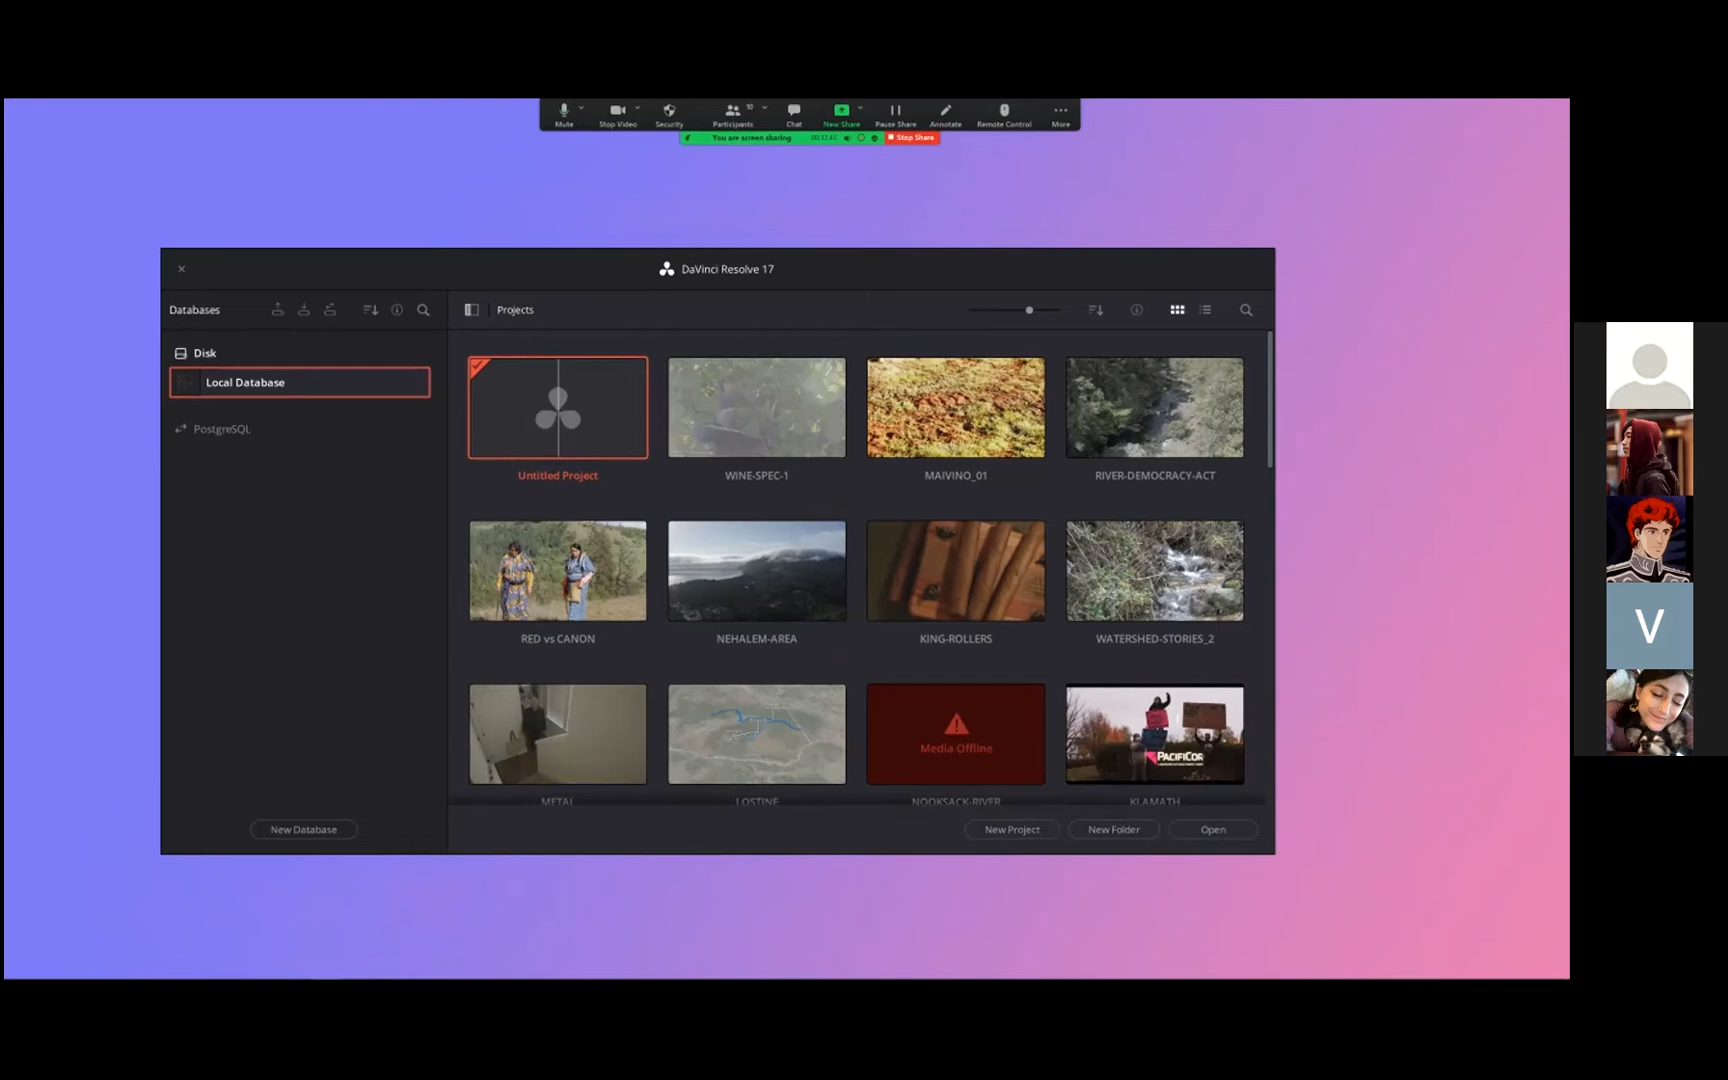 10
Mute Stop Video Security Participants Chat New Share Pause Share Annotate Remote Control More
You are screen sharing Stop Share
DaVinci Resolve 17
Databases Projects
Disk
Local Database
PostgreSQL
Untitled Project WINE-SPEC-1 MAIVINO_01 RIVER-DEMOCRACY-ACT
RED vs CANON NEHALEM-AREA KING-ROLLERS WATERSHED-STORIES_2
Media Offline
PACIFICOR
METAL LOSTINE NOOKSACK-RIVER KLAMATH
New Database New Project New Folder Open
V